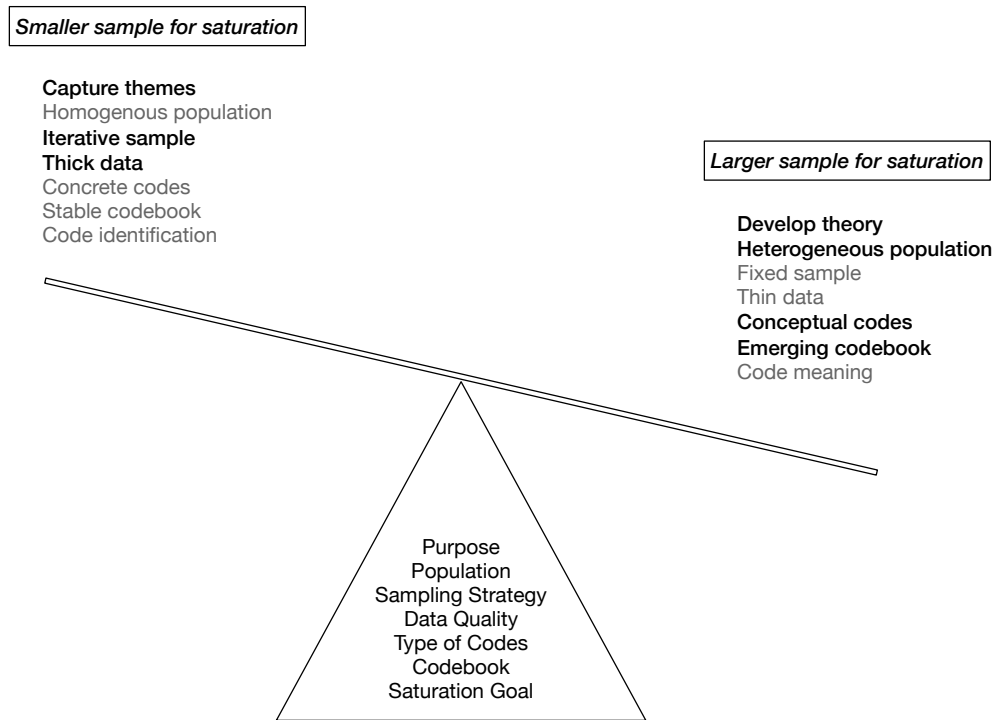 Smaller sample for saturation
Capture themes
Homogenous population
Iterative sample
Thick data
Concrete codes
Stable codebook
Code identification
Larger sample for saturation
Develop theory
Heterogeneous population
Fixed sample
Thin data
Conceptual codes
Emerging codebook
Code meaning
Purpose
Population
Sampling Strategy
Data Quality
Type of Codes
Codebook
Saturation Goal